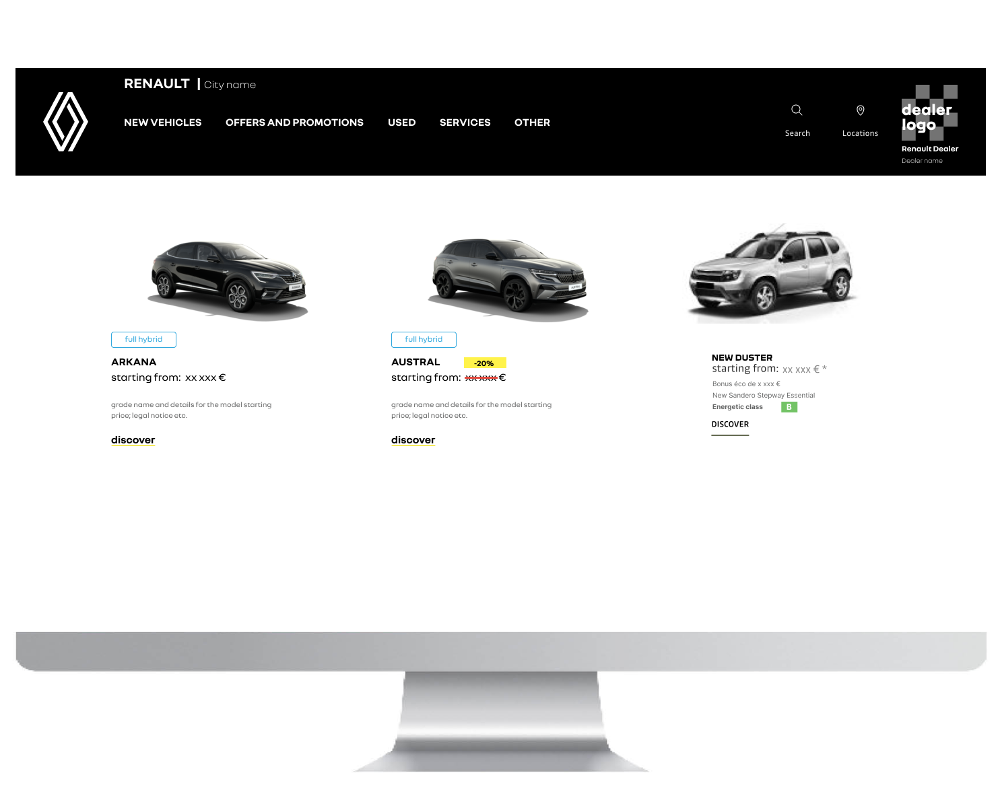 RENAULT | City name
NEW VEHICLES OFFERS AND PROMOTIONS USED SERVICES OTHER
Search
Locations
dealer
logo
Renault Dealer
Dealer name
full hybrid
ARKANA
starting from: xx xxx €
grade name and details for the model starting
price; legal notice etc.
discover
full hybrid
AUSTRAL -20%
starting from: xx xxx €
grade name and details for the model starting
price; legal notice etc.
discover
NEW DUSTER
starting from: xx xxx € *
Bonus éco de x xxx €
New Sandero Stepway Essential
Energetic class B
DISCOVER
ARKANA
AUSTRAL